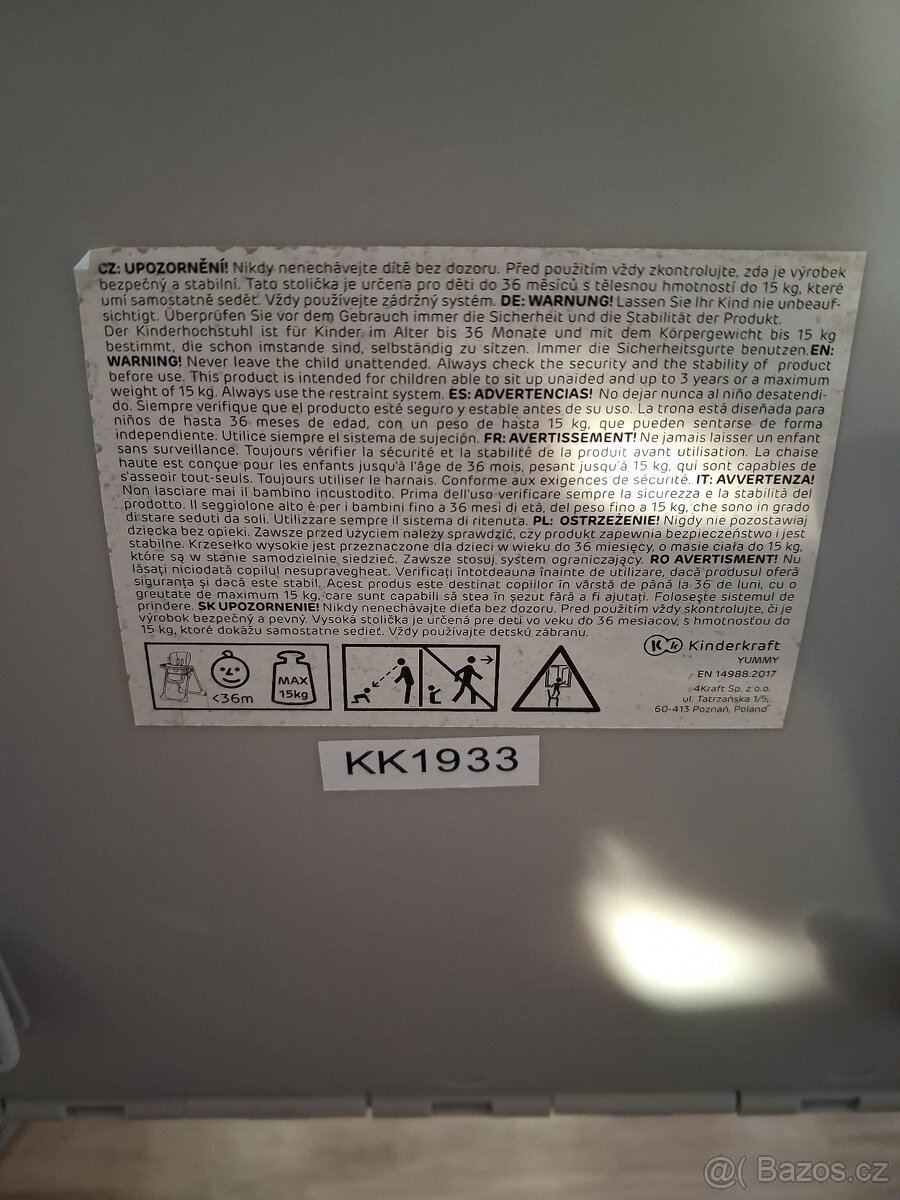 CZ: UPOZORNĚNÍ! Nikdy nenechávejte dítě bez dozoru. Před použitím vždy zkontrolujte, zda je výrobek
bezpečný a stabilní. Tato stolička je určena pro děti do 36 měsíců s tělesnou hmotností do 15 kg, které
umí samostatně sedět. Vždy používejte zádržný systém. DE: WARNUNG! Lassen Sie Ihr Kind nie unbeauf-
sichtigt. Überprüfen Sie vor dem Gebrauch immer die Sicherheit und die Stabilität der Produkt.
Der Kinderhochstuhl ist für Kinder im Alter bis 36 Monate und mit dem Körpergewicht bis 15 kg
bestimmt, die schon imstande sind, selbständig zu sitzen. Immer die Sicherheitsgurte benutzen. EN:
WARNING! Never leave the child unattended. Always check the security and the stability of product
before use. This product is intended for children able to sit up unaided and up to 3 years or a maximum
weight of 15 kg. Always use the restraint system. ES: ADVERTENCIAS! No dejar nunca al niño desatendi-
do. Siempre verifique que el producto esté seguro y estable antes de su uso. La trona está diseñada para
niños de hasta 36 meses de edad, con un peso de hasta 15 kg, que pueden sentarse de forma
independiente. Utilice siempre el sistema de sujeción. FR: AVERTISSEMENT! Ne jamais laisser un enfant
sans surveillance. Toujours vérifier la sécurité et la stabilité de la produit avant utilisation. La chaise
haute est conçue pour les enfants jusqu'à l'âge de 36 mois, pesant jusqu'à 15 kg, qui sont capables de
s'asseoir tout-seuls. Toujours utiliser le harnais. Conforme aux exigences de sécurité. IT: AVVERTENZA!
Non lasciare mai il bambino incustodito. Prima dell'uso verificare sempre la sicurezza e la stabilità del
prodotto. Il seggiolone alto è per i bambini fino a 36 mesi di età, del peso fino a 15 kg, che sono in grado
di stare seduti da soli. Utilizzare sempre il sistema di ritenuta. PL: OSTRZEŻENIE! Nigdy nie pozostawiaj
dziecka bez opieki. Zawsze przed użyciem należy sprawdzić, czy produkt zapewnia bezpieczeństwo i jest
stabilne. Krzesełko wysokie jest przeznaczone dla dzieci w wieku do 36 miesięcy, o masie ciała do 15 kg,
które są w stanie samodzielnie siedzieć. Zawsze stosuj system ograniczający. RO AVERTISMENT! Nu
lăsați niciodată copilul nesupravegheat. Verificați întotdeauna înainte de utilizare, dacă produsul oferă
siguranța și dacă este stabil. Acest produs este destinat copiilor în vârstă de până la 36 de luni, cu o
greutate de maximum 15 kg, care sunt capabili să stea în șezut fără a fi ajutați. Folosește sistemul de
prindere. SK UPOZORNENIE! Nikdy nenechávejte dieťa bez dozoru. Pred použitím vždy skontrolujte, či je
výrobok bezpečný a pevný. Vysoká stolička je určená pre deti vo veku do 36 mesiacov, s hmotnosťou do
15 kg, ktoré dokážu samostatne sedieť. Vždy používajte detskú zábranu.
<36m
MAX
15kg
Kinderkraft
YUMMY
EN 14988:2017
4Kraft Sp. z o.o.
ul. Tatrzańska 1/5,
60-413 Poznań, Poland
KK1933
@( Bazos.cz